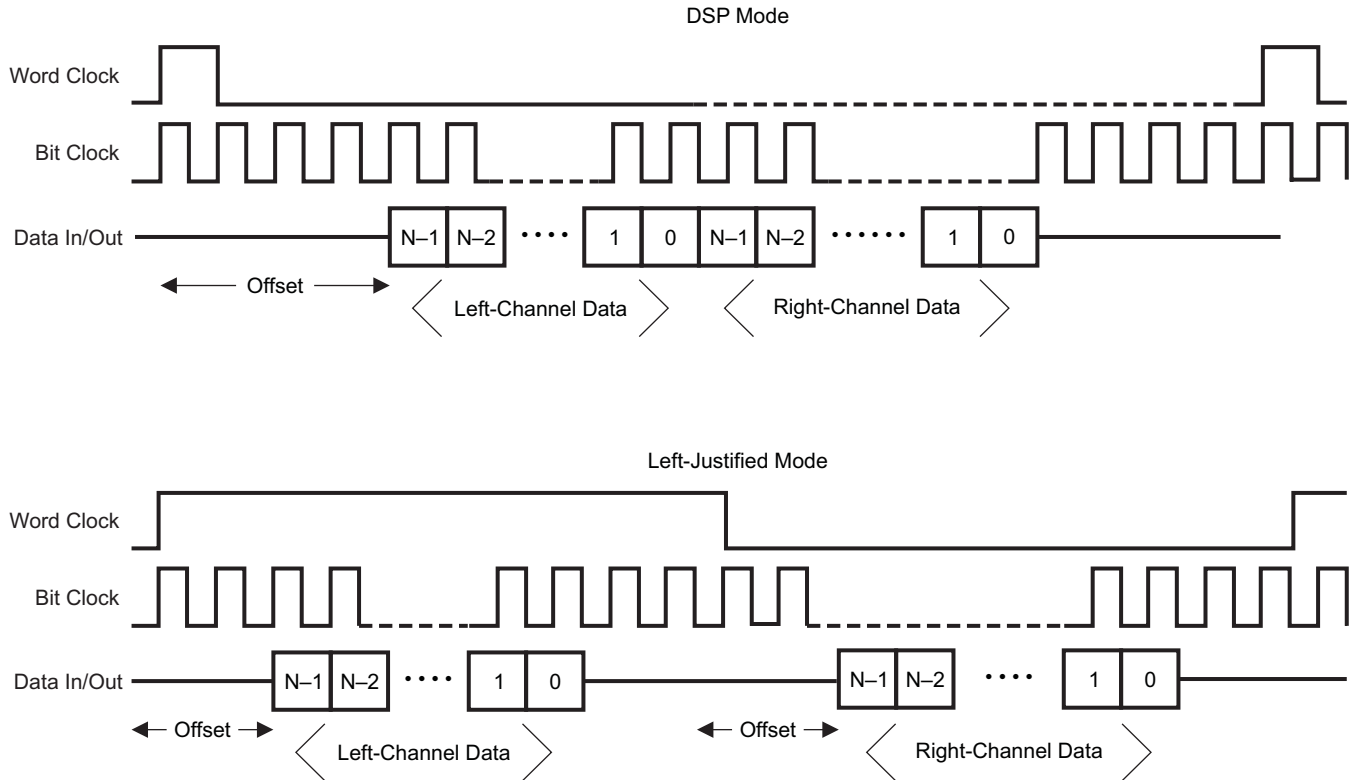 DSP Mode
Word Clock
Bit Clock
Data In/Out
N–1 N–2 •••• 1 0 N–1 N–2 •••••• 1 0
Offset
Left-Channel Data
Right-Channel Data
Left-Justified Mode
Word Clock
Bit Clock
Data In/Out
N–1 N–2 •••• 1 0 N–1 N–2 •••• 1 0
Offset
Offset
Left-Channel Data
Right-Channel Data